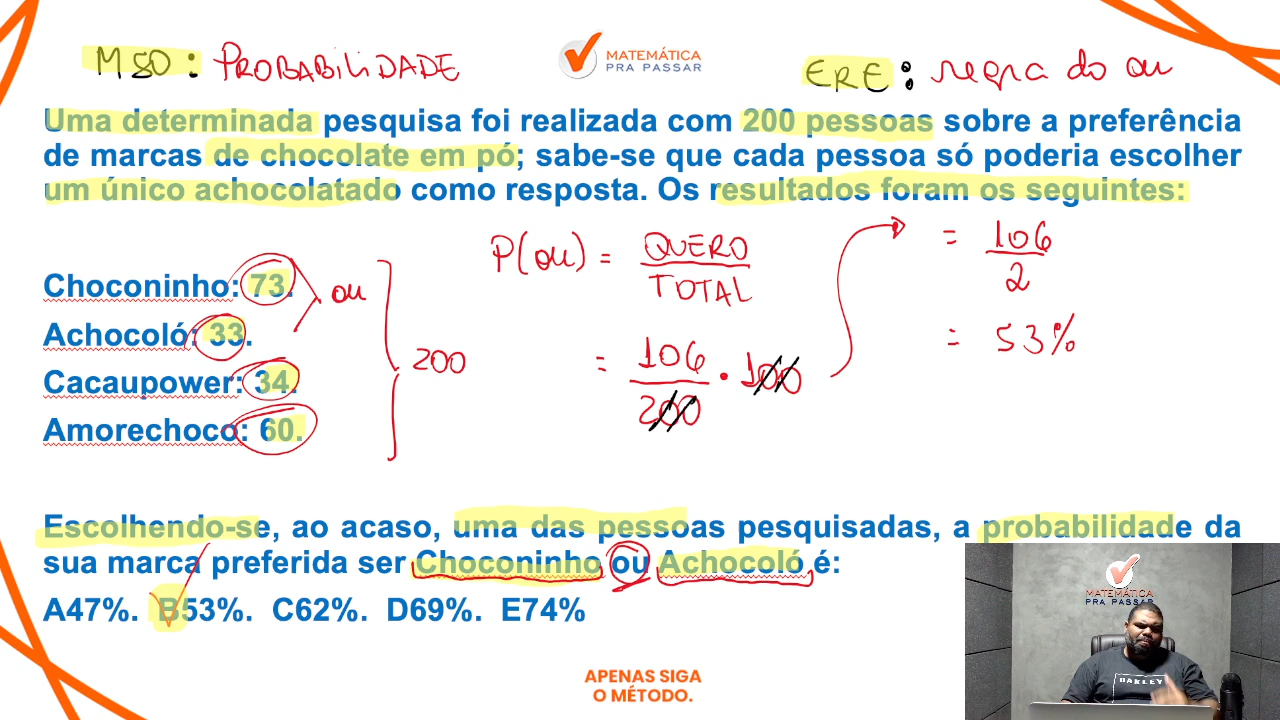 M50: PROBABILIDADE
MATEMÁTICA
PRA PASSAR
ERE: regra do ou
Uma determinada pesquisa foi realizada com 200 pessoas sobre a preferência
de marcas de chocolate em pó; sabe-se que cada pessoa só poderia escolher
um único achocolatado como resposta. Os resultados foram os seguintes:
Choconinho: 73.
Achocoló: 33.
Cacaupower: 34.
Amorechoco: 60.
ou
200
P(ou) = QUERO / TOTAL
= 106 / 200 • 100
= 106 / 2
= 53%
Escolhendo-se, ao acaso, uma das pessoas pesquisadas, a probabilidade da
sua marca preferida ser Choconinho ou Achocoló é:
A47%. B53%. C62%. D69%. E74%
APENAS SIGA
O MÉTODO.
MATEMÁTICA
PRA PASSAR
OAKLEY